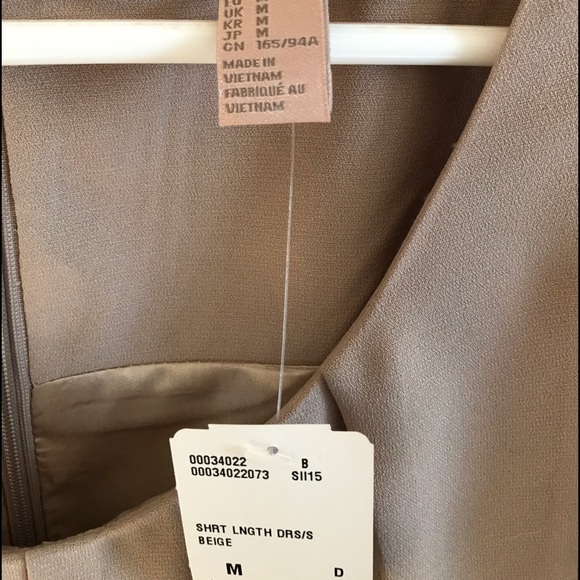 UK M
KR M
JP M
CN 165/94A
MADE IN
VIETNAM
FABRIQUÉ AU
VIETNAM
00034022 B
00034022073 SII15
SHRT LNGTH DRS/S
BEIGE
M D